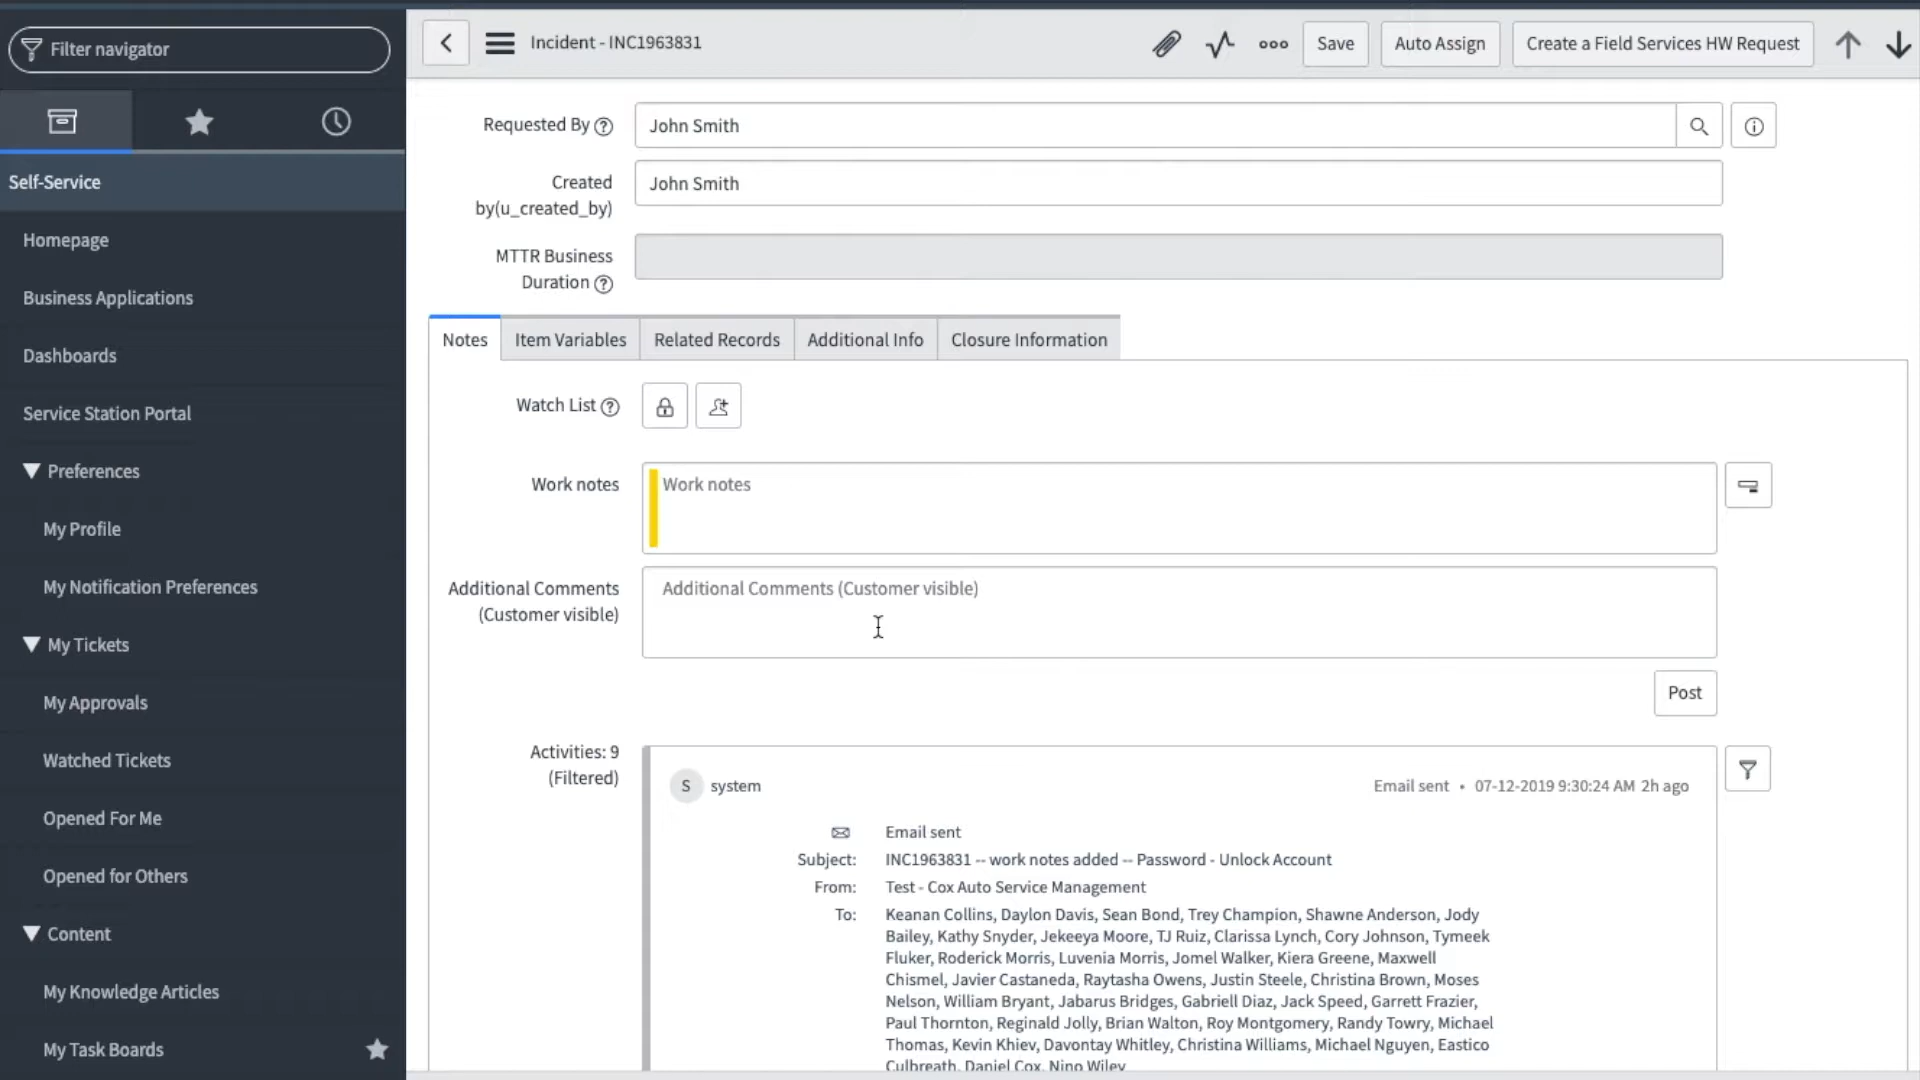 Filter navigator
Incident - INC1963831
Save
Auto Assign
Create a Field Services HW Request
Self-Service
Homepage
Business Applications
Dashboards
Service Station Portal
Preferences
My Profile
My Notification Preferences
My Tickets
My Approvals
Watched Tickets
Opened For Me
Opened for Others
Content
My Knowledge Articles
My Task Boards
Requested By
John Smith
Created
by(u_created_by)
John Smith
MTTR Business
Duration
Notes
Item Variables
Related Records
Additional Info
Closure Information
Watch List
Work notes
Work notes
Additional Comments
(Customer visible)
Additional Comments (Customer visible)
Post
Activities: 9
(Filtered)
S
system
Email sent • 07-12-2019 9:30:24 AM 2h ago
Email sent
Subject: INC1963831 -- work notes added -- Password - Unlock Account
From: Test - Cox Auto Service Management
To: Keanan Collins, Daylon Davis, Sean Bond, Trey Champion, Shawne Anderson, Jody
Bailey, Kathy Snyder, Jekeeya Moore, TJ Ruiz, Clarissa Lynch, Cory Johnson, Tymeek
Fluker, Roderick Morris, Luvenia Morris, Jomel Walker, Kiera Greene, Maxwell
Chismel, Javier Castaneda, Raytasha Owens, Justin Steele, Christina Brown, Moses
Nelson, William Bryant, Jabarus Bridges, Gabriell Diaz, Jack Speed, Garrett Frazier,
Paul Thornton, Reginald Jolly, Brian Walton, Roy Montgomery, Randy Towry, Michael
Thomas, Kevin Khiev, Davontay Whitley, Christina Williams, Michael Nguyen, Eastico
Culbreath, Daniel Cox, Nino Wiley